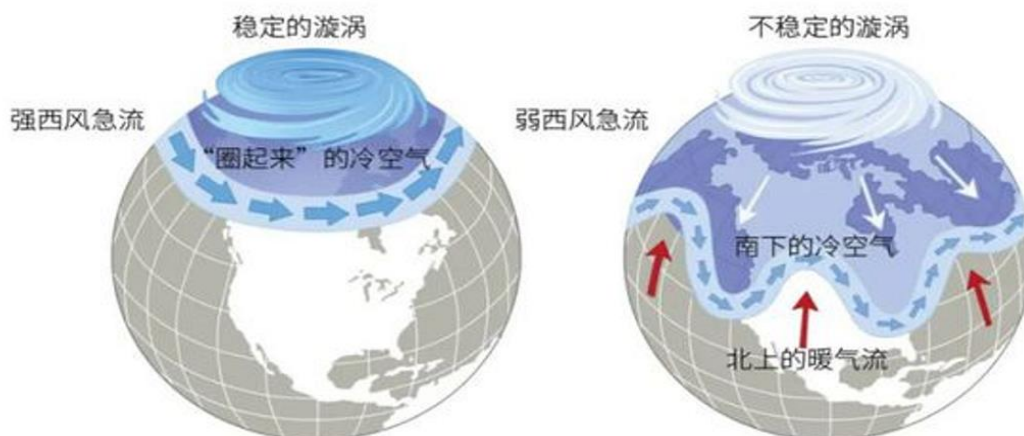 稳定的漩涡
不稳定的漩涡
强西风急流
弱西风急流
“圈起来”的冷空气
南下的冷空气
北上的暖气流